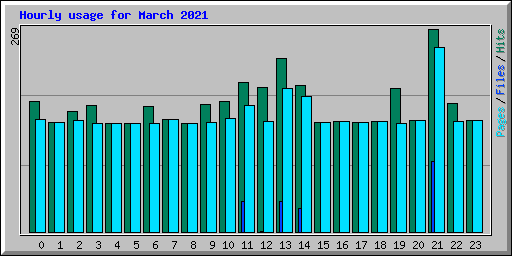 Hourly usage for March 2021
269
Pages/Files/Hits
0 1 2 3 4 5 6 7 8 9 10 11 12 13 14 15 16 17 18 19 20 21 22 23